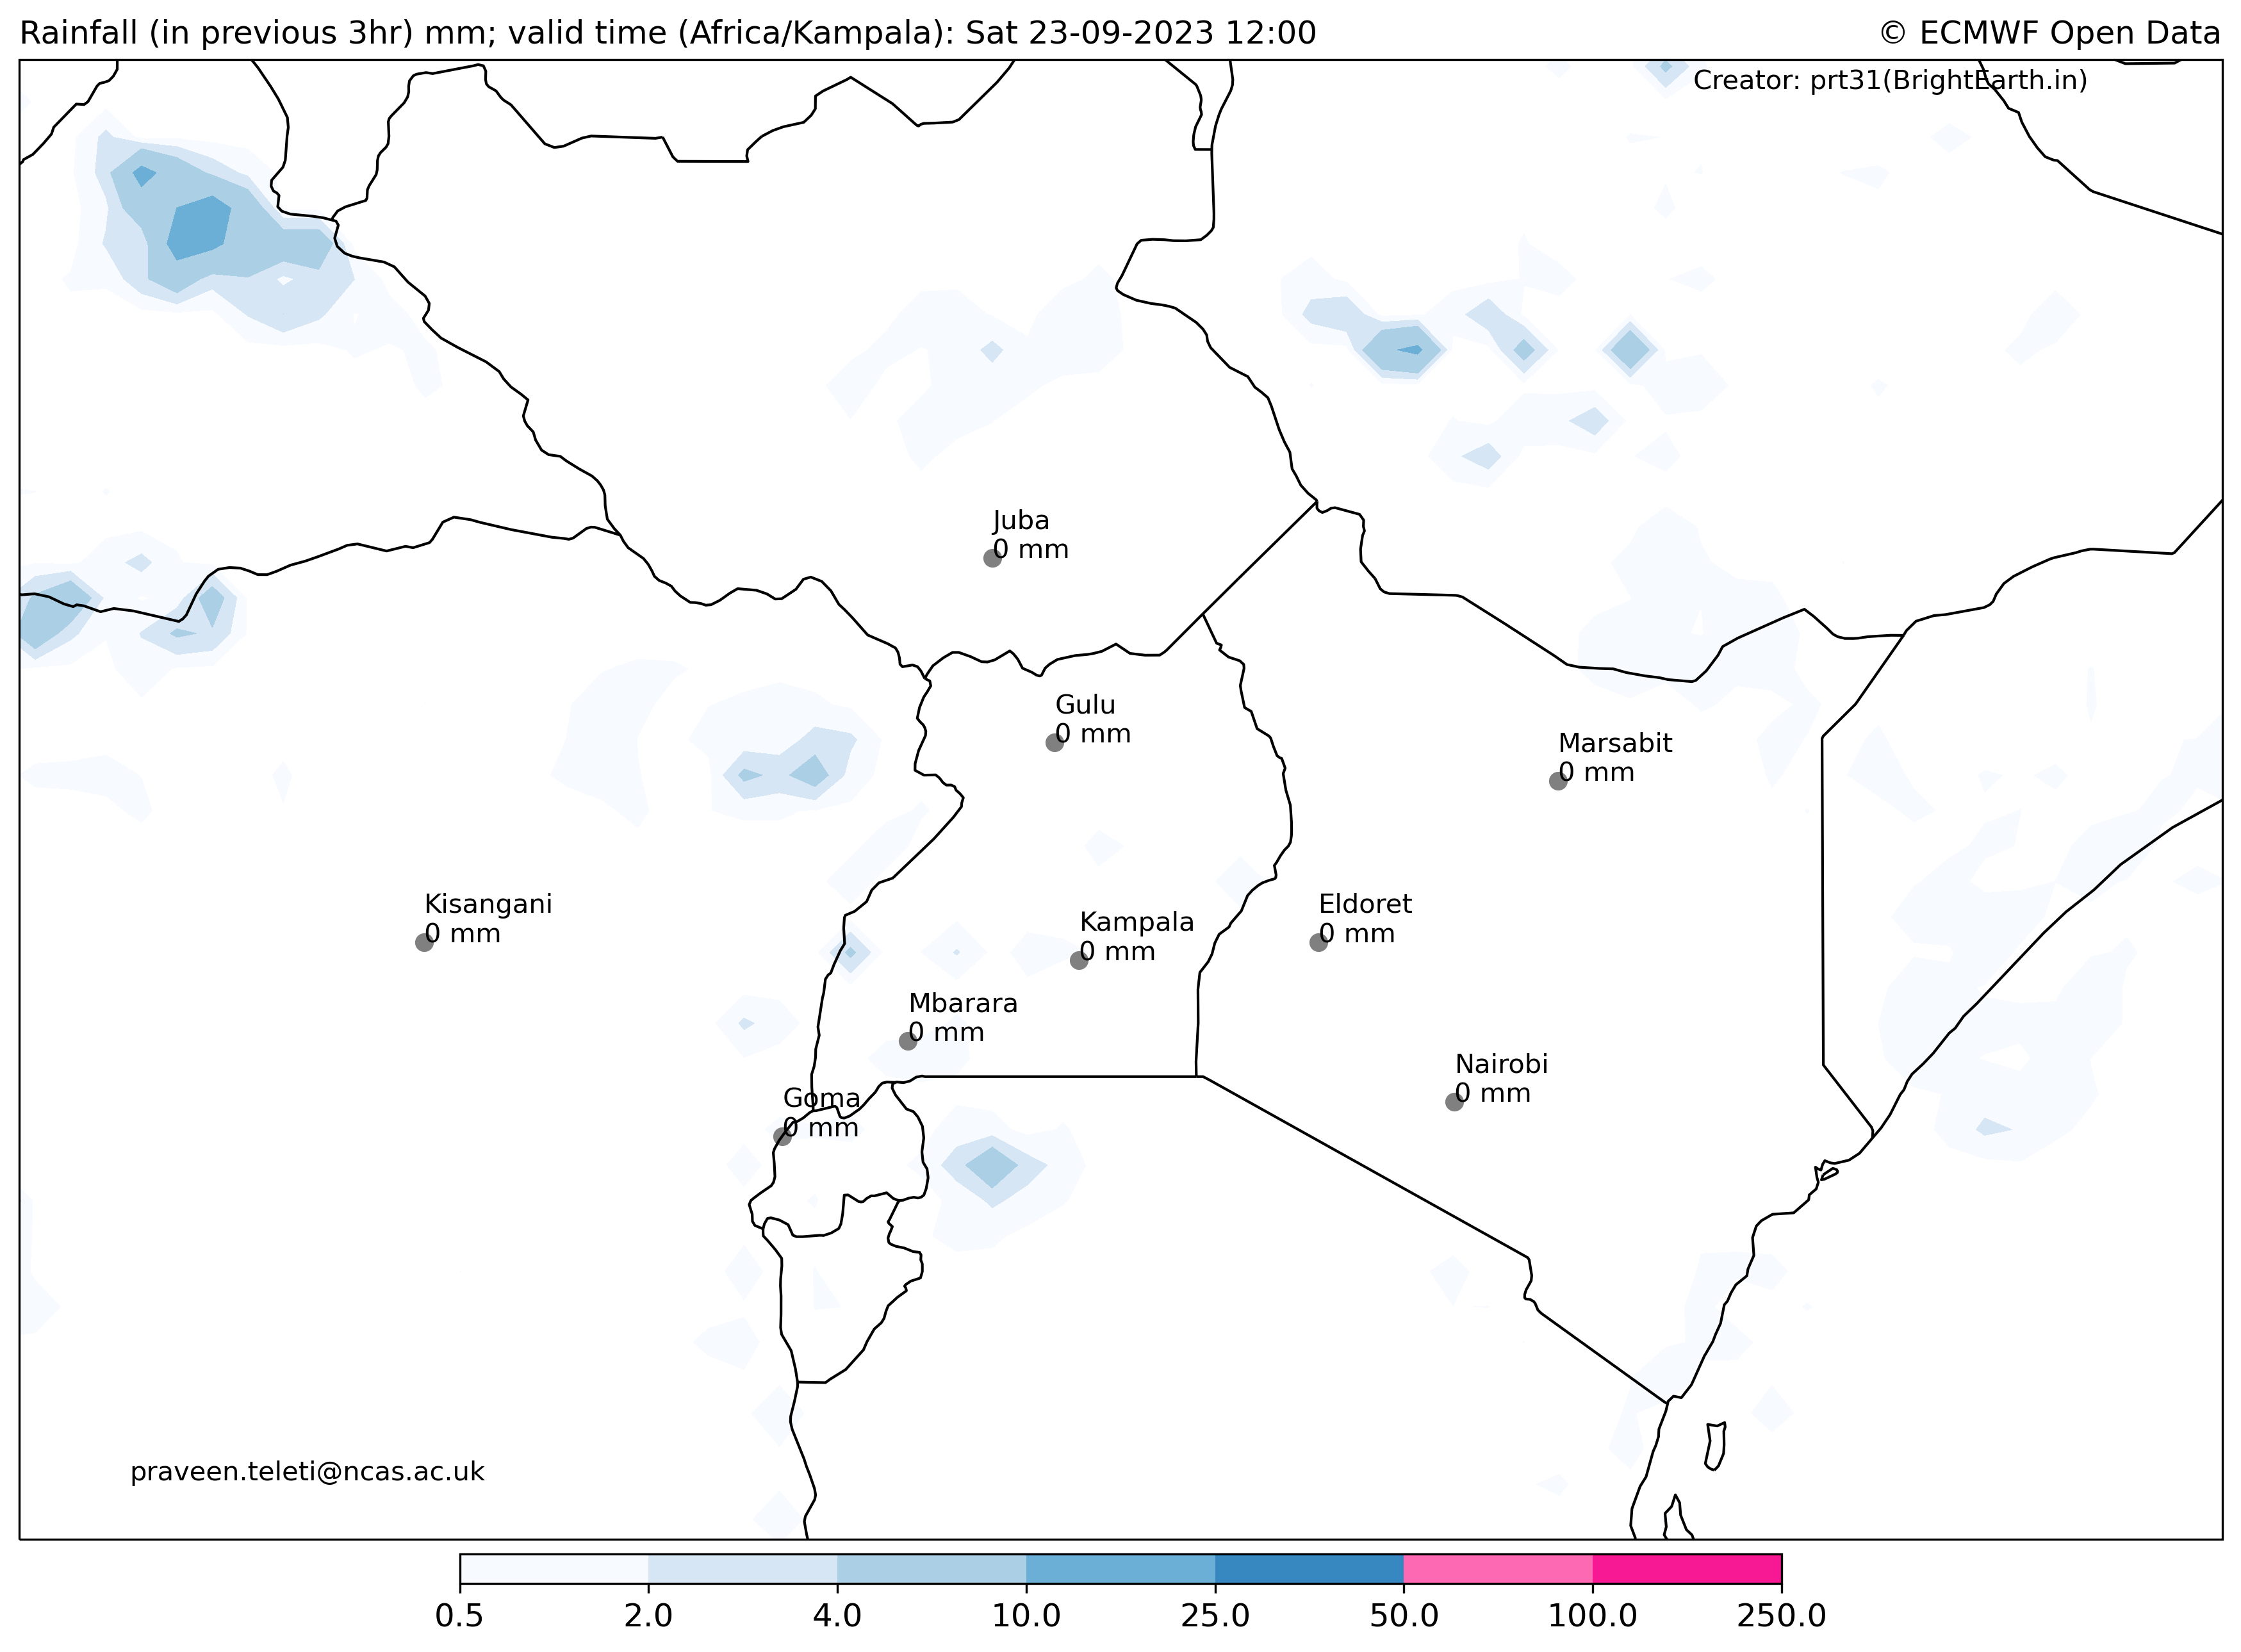 Rainfall (in previous 3hr) mm; valid time (Africa/Kampala): Sat 23-09-2023 12:00
© ECMWF Open Data
Creator: prt31(BrightEarth.in)
Juba
0 mm
Gulu
0 mm
Marsabit
0 mm
Kisangani
0 mm
Kampala
0 mm
Eldoret
0 mm
Mbarara
0 mm
Nairobi
0 mm
Goma
0 mm
praveen.teleti@ncas.ac.uk
0.5 2.0 4.0 10.0 25.0 50.0 100.0 250.0